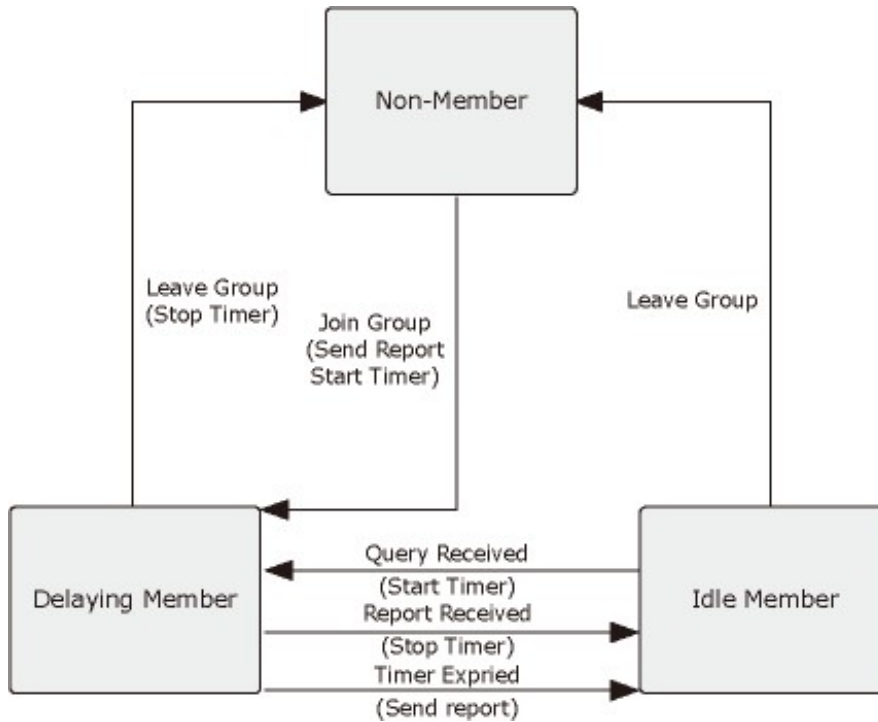 Non-Member
Leave Group
(Stop Timer)
Join Group
(Send Report
Start Timer)
Leave Group
Delaying Member
Query Received
(Start Timer)
Report Received
(Stop Timer)
Timer Expried
(Send report)
Idle Member